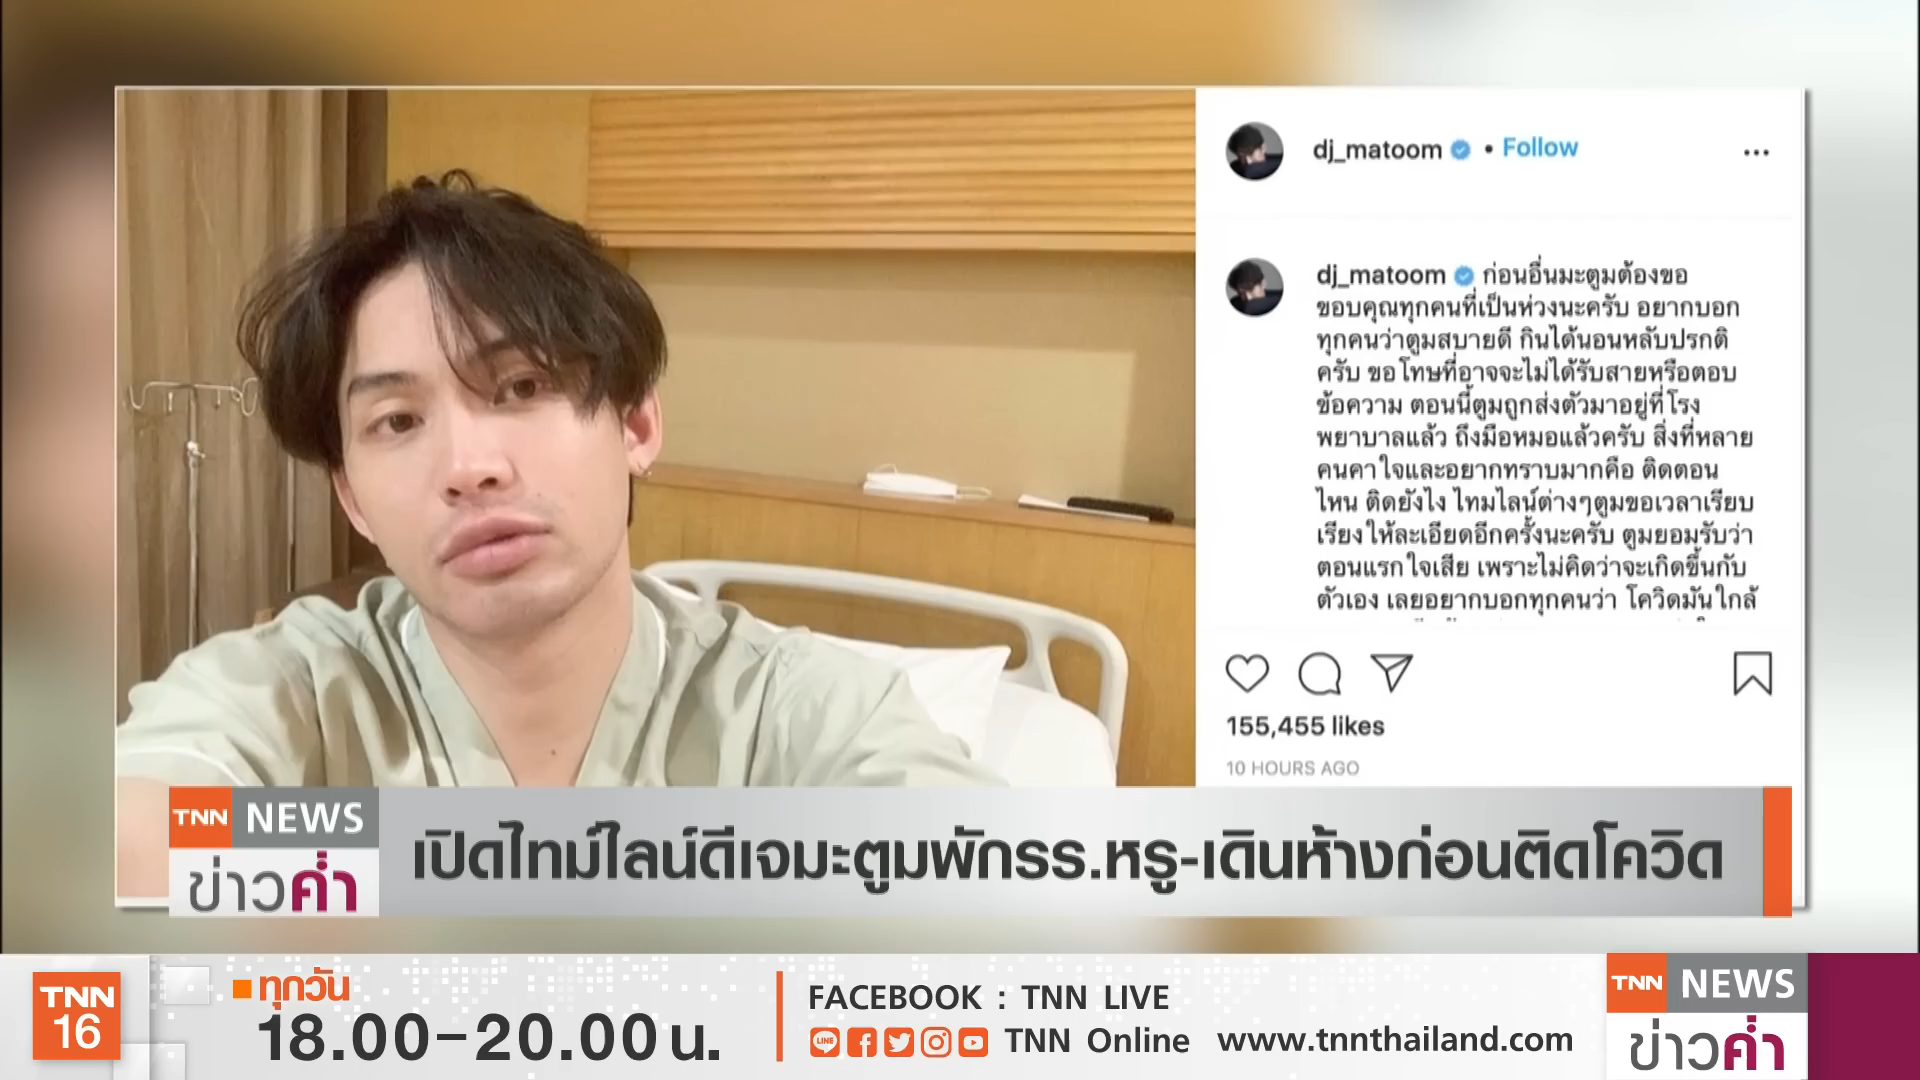 dj_matoom • Follow
dj_matoom ก่อนอื่นมะตูมต้องขอ
ขอบคุณทุกคนที่เป็นห่วงนะครับ อยากบอก
ทุกคนว่าตูมสบายดี กินได้นอนหลับปรกติ
ครับ ขอโทษที่อาจจะไม่ได้รับสายหรือตอบ
ข้อความ ตอนนี้ตูมถูกส่งตัวมาอยู่ที่โรง
พยาบาลแล้ว ถึงมือหมอแล้วครับ สิ่งที่หลาย
คนคาใจและอยากทราบมากคือ ติดตอน
ไหน ติดยังไง ไทมไลน์ต่างๆตูมขอเวลาเรียบ
เรียงให้ละเอียดอีกครั้งนะครับ ตูมยอมรับว่า
ตอนแรกใจเสีย เพราะไม่คิดว่าจะเกิดขึ้นกับ
ตัวเอง เลยอยากบอกทุกคนว่า โควิดมันใกล้
155,455 likes
10 HOURS AGO
TNN NEWS
ข่าวค่ำ
เปิดไทม์ไลน์ดีเจมะตูมพักรร.หรู-เดินห้างก่อนติดโควิด
TNN
16
ทุกวัน
18.00-20.00 น.
FACEBOOK : TNN LIVE
LINE TNN Online www.tnnthailand.com
TNN NEWS
ข่าวค่ำ